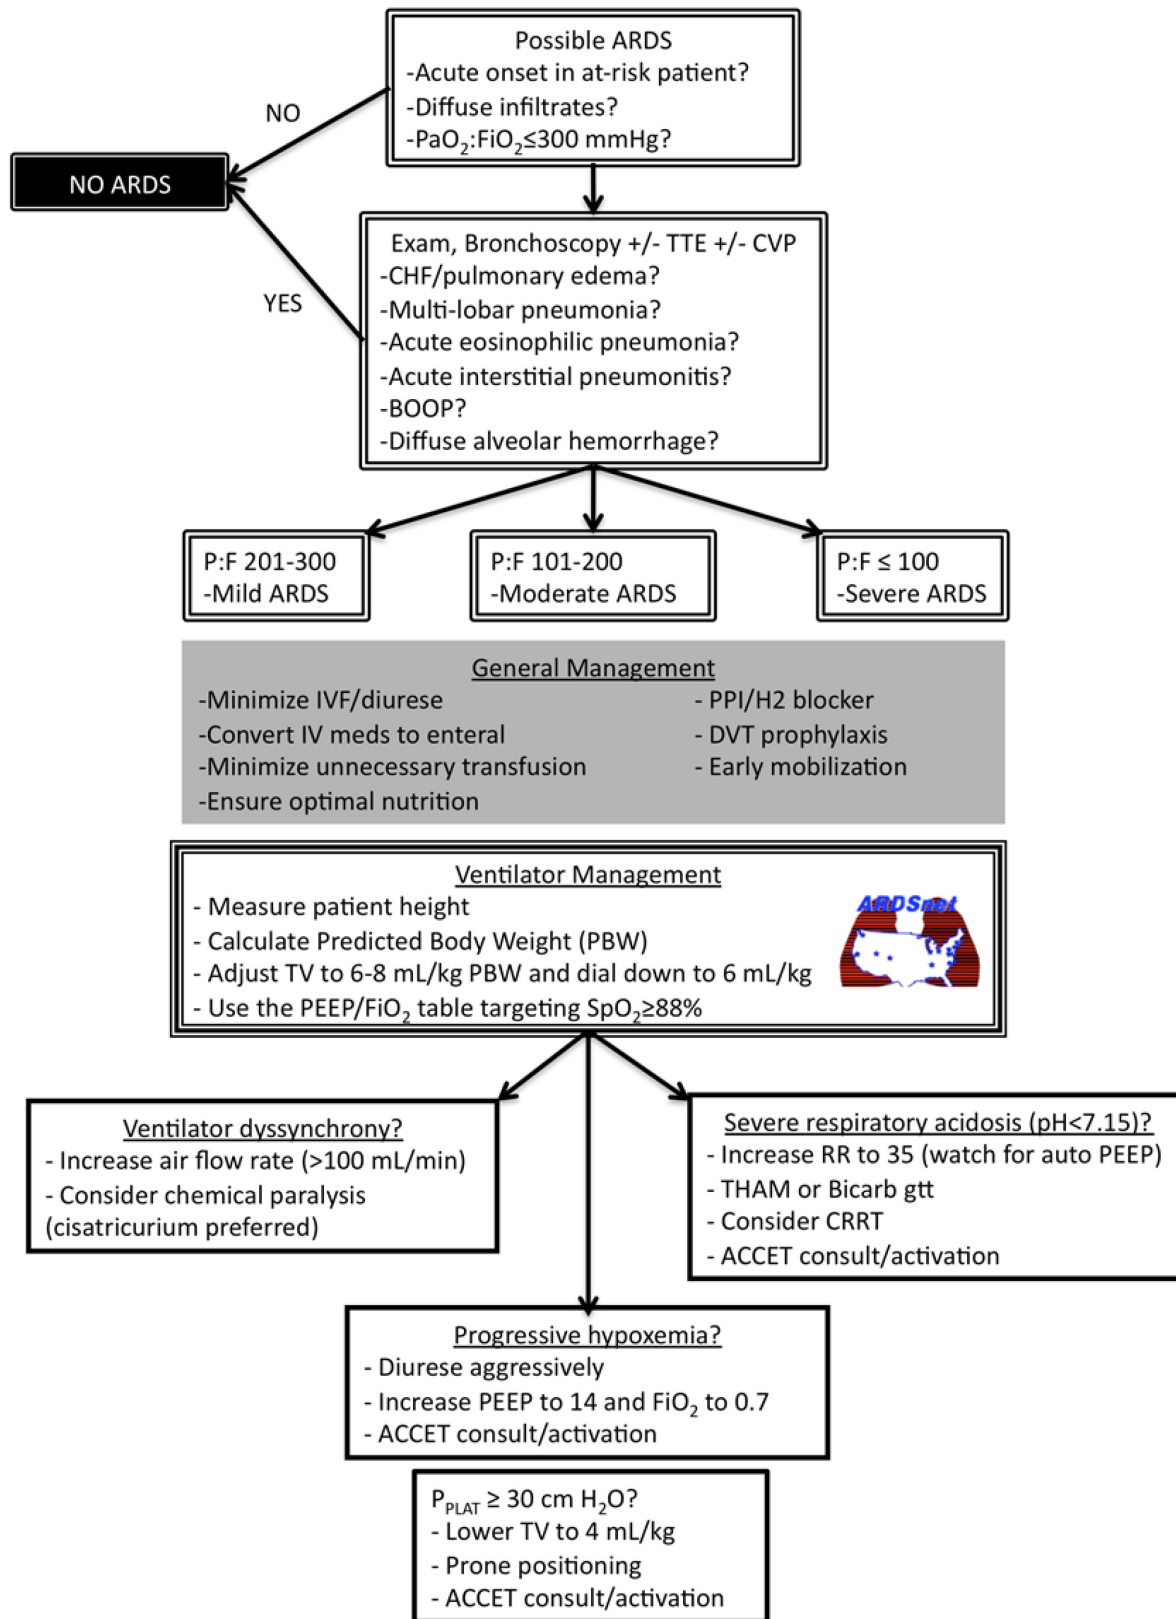 Possible ARDS
-Acute onset in at-risk patient?
-Diffuse infiltrates?
-PaO₂:FiO₂≤300 mmHg?
NO
NO ARDS
Exam, Bronchoscopy +/- TTE +/- CVP
-CHF/pulmonary edema?
-Multi-lobar pneumonia?
-Acute eosinophilic pneumonia?
-Acute interstitial pneumonitis?
-BOOP?
-Diffuse alveolar hemorrhage?
YES
P:F 201-300
-Mild ARDS
P:F 101-200
-Moderate ARDS
P:F ≤ 100
-Severe ARDS
General Management
-Minimize IVF/diurese
-Convert IV meds to enteral
-Minimize unnecessary transfusion
-Ensure optimal nutrition
- PPI/H2 blocker
- DVT prophylaxis
- Early mobilization
Ventilator Management
- Measure patient height
- Calculate Predicted Body Weight (PBW)
- Adjust TV to 6-8 mL/kg PBW and dial down to 6 mL/kg
- Use the PEEP/FiO₂ table targeting SpO₂≥88%
ARDSnet
Ventilator dyssynchrony?
- Increase air flow rate (>100 mL/min)
- Consider chemical paralysis
(cisatricurium preferred)
Severe respiratory acidosis (pH<7.15)?
- Increase RR to 35 (watch for auto PEEP)
- THAM or Bicarb gtt
- Consider CRRT
- ACCET consult/activation
Progressive hypoxemia?
- Diurese aggressively
- Increase PEEP to 14 and FiO₂ to 0.7
- ACCET consult/activation
P_PLAT ≥ 30 cm H₂O?
- Lower TV to 4 mL/kg
- Prone positioning
- ACCET consult/activation